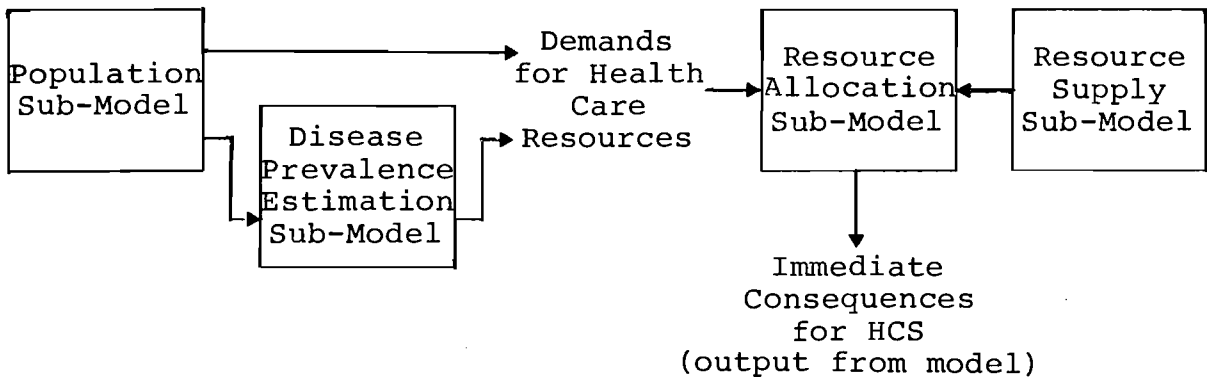 Population
Sub-Model
Disease
Prevalence
Estimation
Sub-Model
Demands
for Health
Care
Resources
Resource
Allocation
Sub-Model
Resource
Supply
Sub-Model
Immediate
Consequences
for HCS
(output from model)